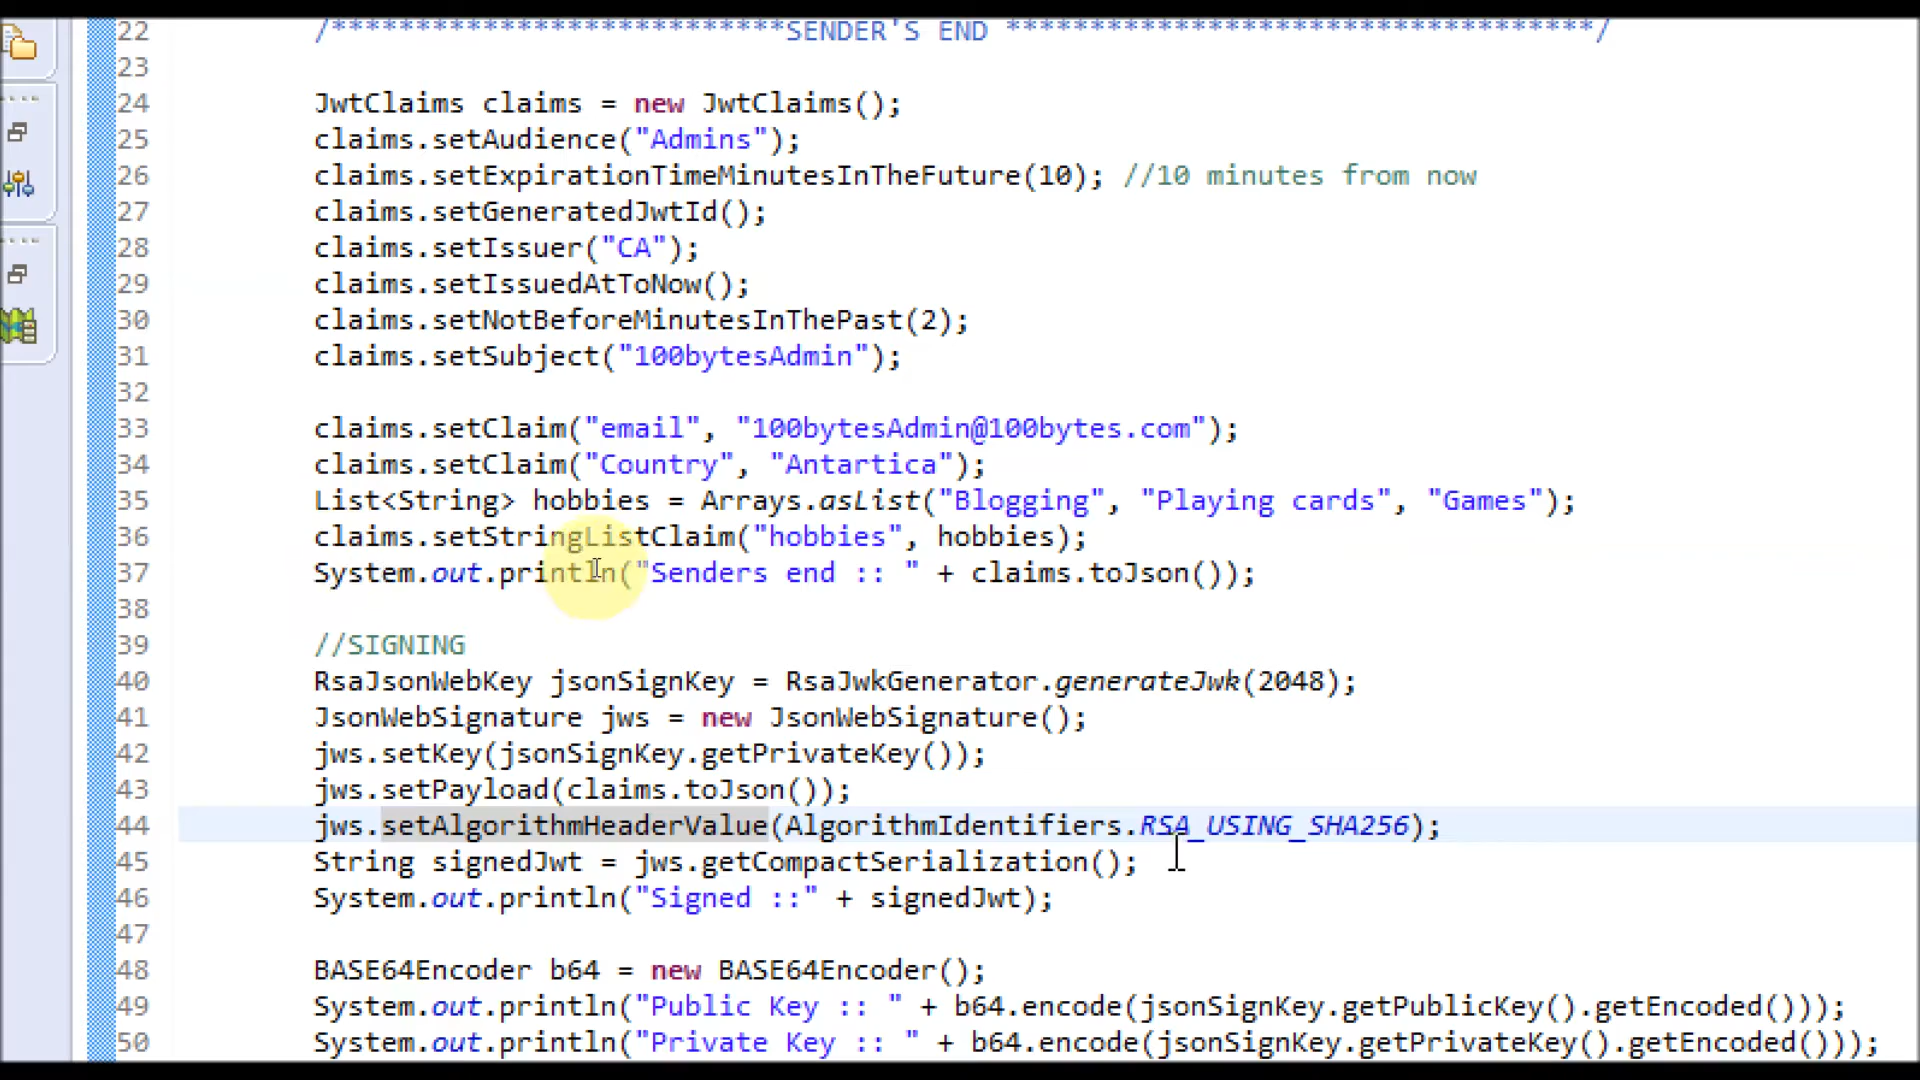 22 /***************************SENDER'S END ***********************************/
23
24 JwtClaims claims = new JwtClaims();
25 claims.setAudience("Admins");
26 claims.setExpirationTimeMinutesInTheFuture(10); //10 minutes from now
27 claims.setGeneratedJwtId();
28 claims.setIssuer("CA");
29 claims.setIssuedAtToNow();
30 claims.setNotBeforeMinutesInThePast(2);
31 claims.setSubject("100bytesAdmin");
32
33 claims.setClaim("email", "100bytesAdmin@100bytes.com");
34 claims.setClaim("Country", "Antartica");
35 List<String> hobbies = Arrays.asList("Blogging", "Playing cards", "Games");
36 claims.setStringListClaim("hobbies", hobbies);
37 System.out.println("Senders end :: " + claims.toJson());
38
39 //SIGNING
40 RsaJsonWebKey jsonSignKey = RsaJwkGenerator.generateJwk(2048);
41 JsonWebSignature jws = new JsonWebSignature();
42 jws.setKey(jsonSignKey.getPrivateKey());
43 jws.setPayload(claims.toJson());
44 jws.setAlgorithmHeaderValue(AlgorithmIdentifiers.RSA_USING_SHA256);
45 String signedJwt = jws.getCompactSerialization();
46 System.out.println("Signed ::" + signedJwt);
47
48 BASE64Encoder b64 = new BASE64Encoder();
49 System.out.println("Public Key :: " + b64.encode(jsonSignKey.getPublicKey().getEncoded()));
50 System.out.println("Private Key :: " + b64.encode(jsonSignKey.getPrivateKey().getEncoded()));